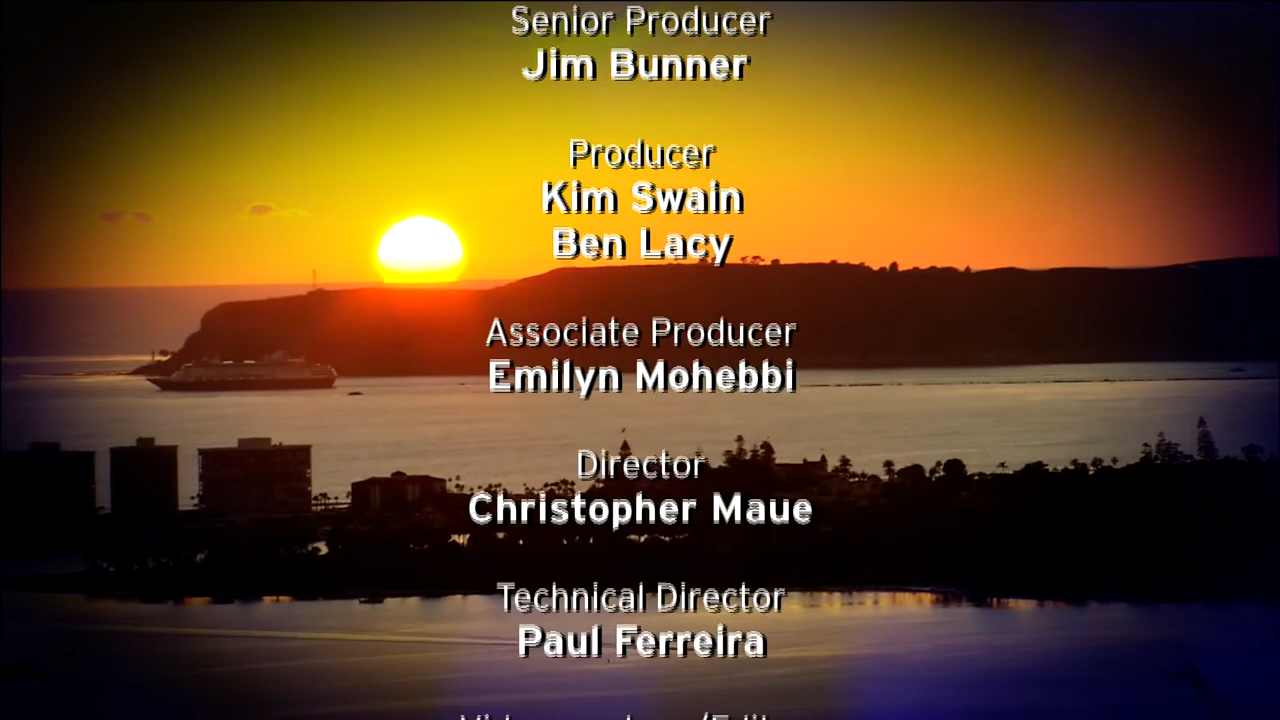 Senior Producer
Jim Bunner
Producer
Kim Swain
Ben Lacy
Associate Producer
Emilyn Mohebbi
Director
Christopher Maue
Technical Director
Paul Ferreira